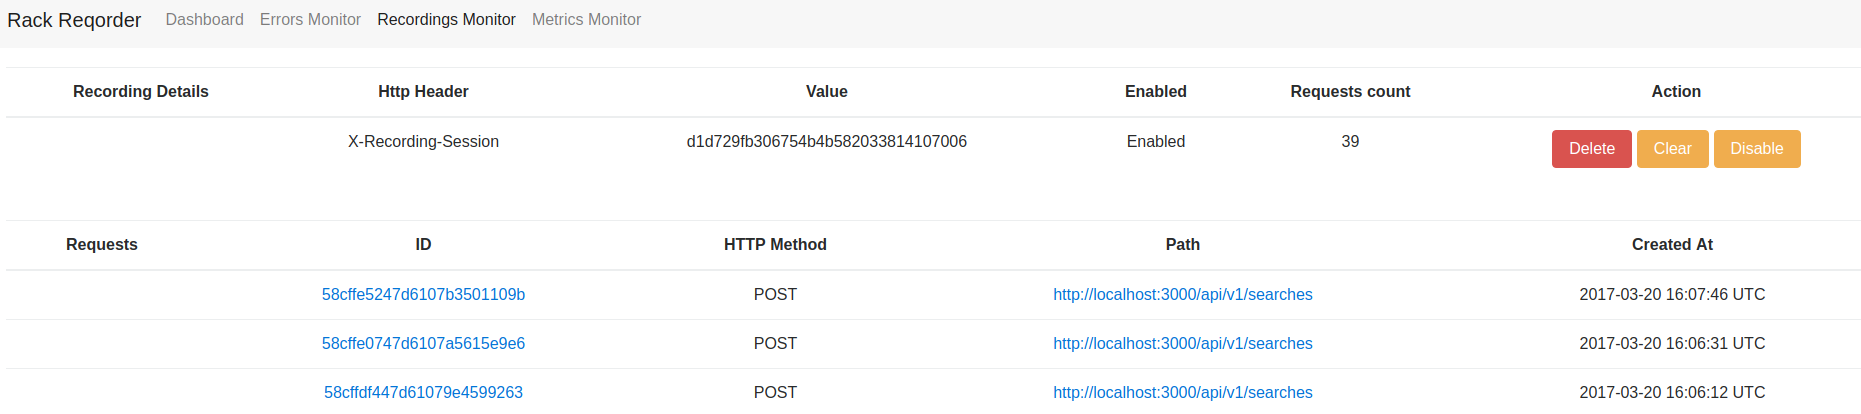 Rack Reqorder Dashboard Errors Monitor Recordings Monitor Metrics Monitor
Recording Details Http Header Value Enabled Requests count Action
X-Recording-Session d1d729fb306754b4b582033814107006 Enabled 39 Delete Clear Disable
Requests ID HTTP Method Path Created At
58cffe5247d6107b3501109b POST http://localhost:3000/api/v1/searches 2017-03-20 16:07:46 UTC
58cffe0747d6107a5615e9e6 POST http://localhost:3000/api/v1/searches 2017-03-20 16:06:31 UTC
58cffdf447d61079e4599263 POST http://localhost:3000/api/v1/searches 2017-03-20 16:06:12 UTC